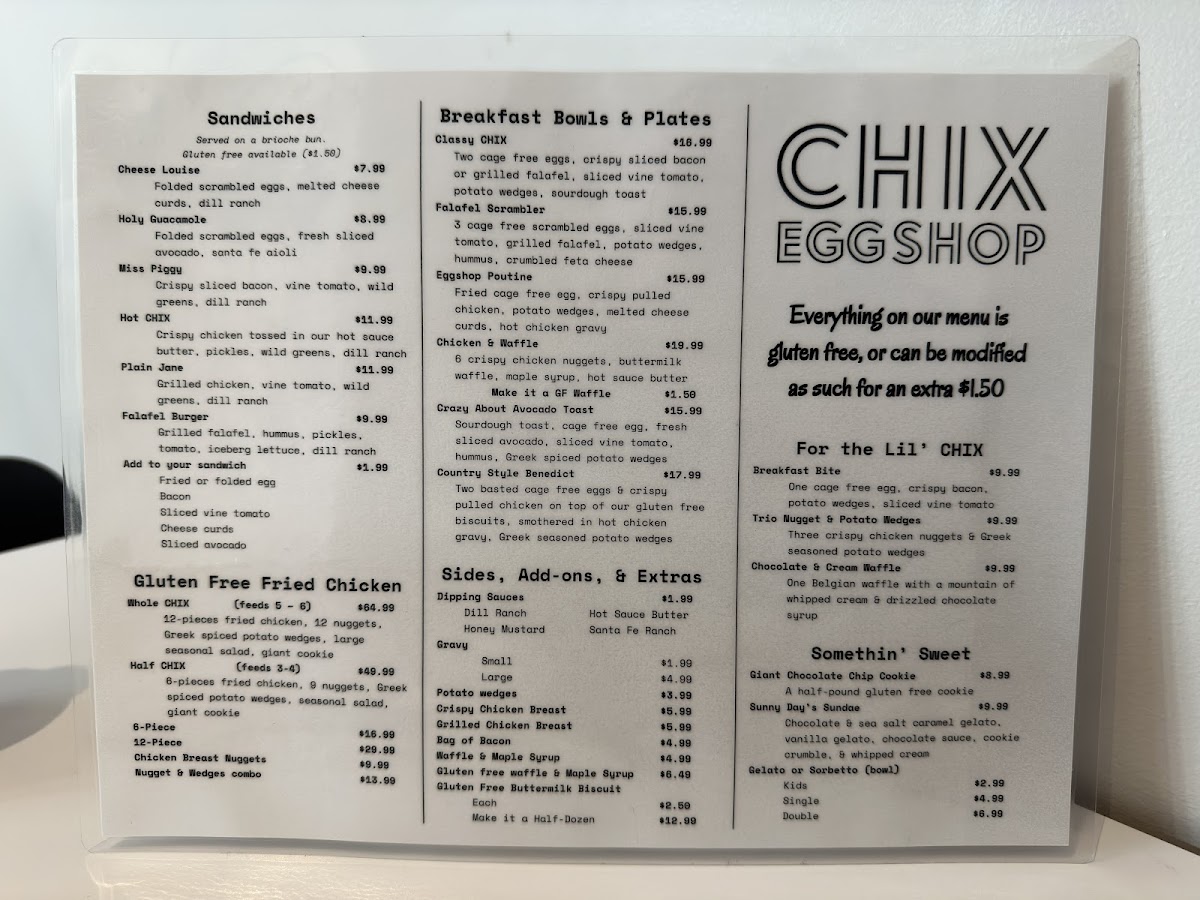 Sandwiches
Served on a brioche bun.
Gluten free available ($1.50)
Cheese Louise $7.99
Folded scrambled eggs, melted cheese
curds, dill ranch
Holy Guacamole $8.99
Folded scrambled eggs, fresh sliced
avocado, santa fe aioli
Miss Piggy $9.99
Crispy sliced bacon, vine tomato, wild
greens, dill ranch
Hot CHIX $11.99
Crispy chicken tossed in our hot sauce
butter, pickles, wild greens, dill ranch
Plain Jane $11.99
Grilled chicken, vine tomato, wild
greens, dill ranch
Falafel Burger $9.99
Grilled falafel, hummus, pickles,
tomato, iceberg lettuce, dill ranch
Add to your sandwich $1.99
Fried or folded egg
Bacon
Sliced vine tomato
Cheese curds
Sliced avocado
Gluten Free Fried Chicken
Whole CHIX (feeds 5 - 6) $64.99
12-pieces fried chicken, 12 nuggets,
Greek spiced potato wedges, large
seasonal salad, giant cookie
Half CHIX (feeds 3-4) $49.99
6-pieces fried chicken, 9 nuggets, Greek
spiced potato wedges, seasonal salad,
giant cookie
6-Piece $16.99
12-Piece $29.99
Chicken Breast Nuggets $9.99
Nugget & Wedges combo $13.99
Breakfast Bowls & Plates
Classy CHIX $16.99
Two cage free eggs, crispy sliced bacon
or grilled falafel, sliced vine tomato,
potato wedges, sourdough toast
Falafel Scrambler $15.99
3 cage free scrambled eggs, sliced vine
tomato, grilled falafel, potato wedges,
hummus, crumbled feta cheese
Eggshop Poutine $15.99
Fried cage free egg, crispy pulled
chicken, potato wedges, melted cheese
curds, hot chicken gravy
Chicken & Waffle $19.99
6 crispy chicken nuggets, buttermilk
waffle, maple syrup, hot sauce butter
Make it a GF Waffle $1.50
Crazy About Avocado Toast $15.99
Sourdough toast, cage free egg, fresh
sliced avocado, sliced vine tomato,
hummus, Greek spiced potato wedges
Country Style Benedict $17.99
Two basted cage free eggs & crispy
pulled chicken on top of our gluten free
biscuits, smothered in hot chicken
gravy, Greek seasoned potato wedges
Sides, Add-ons, & Extras
Dipping Sauces $1.99
Dill Ranch Hot Sauce Butter
Honey Mustard Santa Fe Ranch
Gravy
Small $1.99
Large $4.99
Potato wedges $3.99
Crispy Chicken Breast $5.99
Grilled Chicken Breast $5.99
Bag of Bacon $4.99
Waffle & Maple Syrup $4.99
Gluten free waffle & Maple Syrup $6.49
Gluten Free Buttermilk Biscuit
Each $2.50
Make it a Half-Dozen $12.99
CHIX
EGGSHOP
Everything on our menu is
gluten free, or can be modified
as such for an extra $1.50
For the Lil' CHIX
Breakfast Bite $9.99
One cage free egg, crispy bacon,
potato wedges, sliced vine tomato
Trio Nugget & Potato Wedges $9.99
Three crispy chicken nuggets & Greek
seasoned potato wedges
Chocolate & Cream Waffle $9.99
One Belgian waffle with a mountain of
whipped cream & drizzled chocolate
syrup
Somethin' Sweet
Giant Chocolate Chip Cookie $8.99
A half-pound gluten free cookie
Sunny Day's Sundae $9.99
Chocolate & sea salt caramel gelato,
vanilla gelato, chocolate sauce, cookie
crumble, & whipped cream
Gelato or Sorbetto (bowl)
Kids $2.99
Single $4.99
Double $6.99